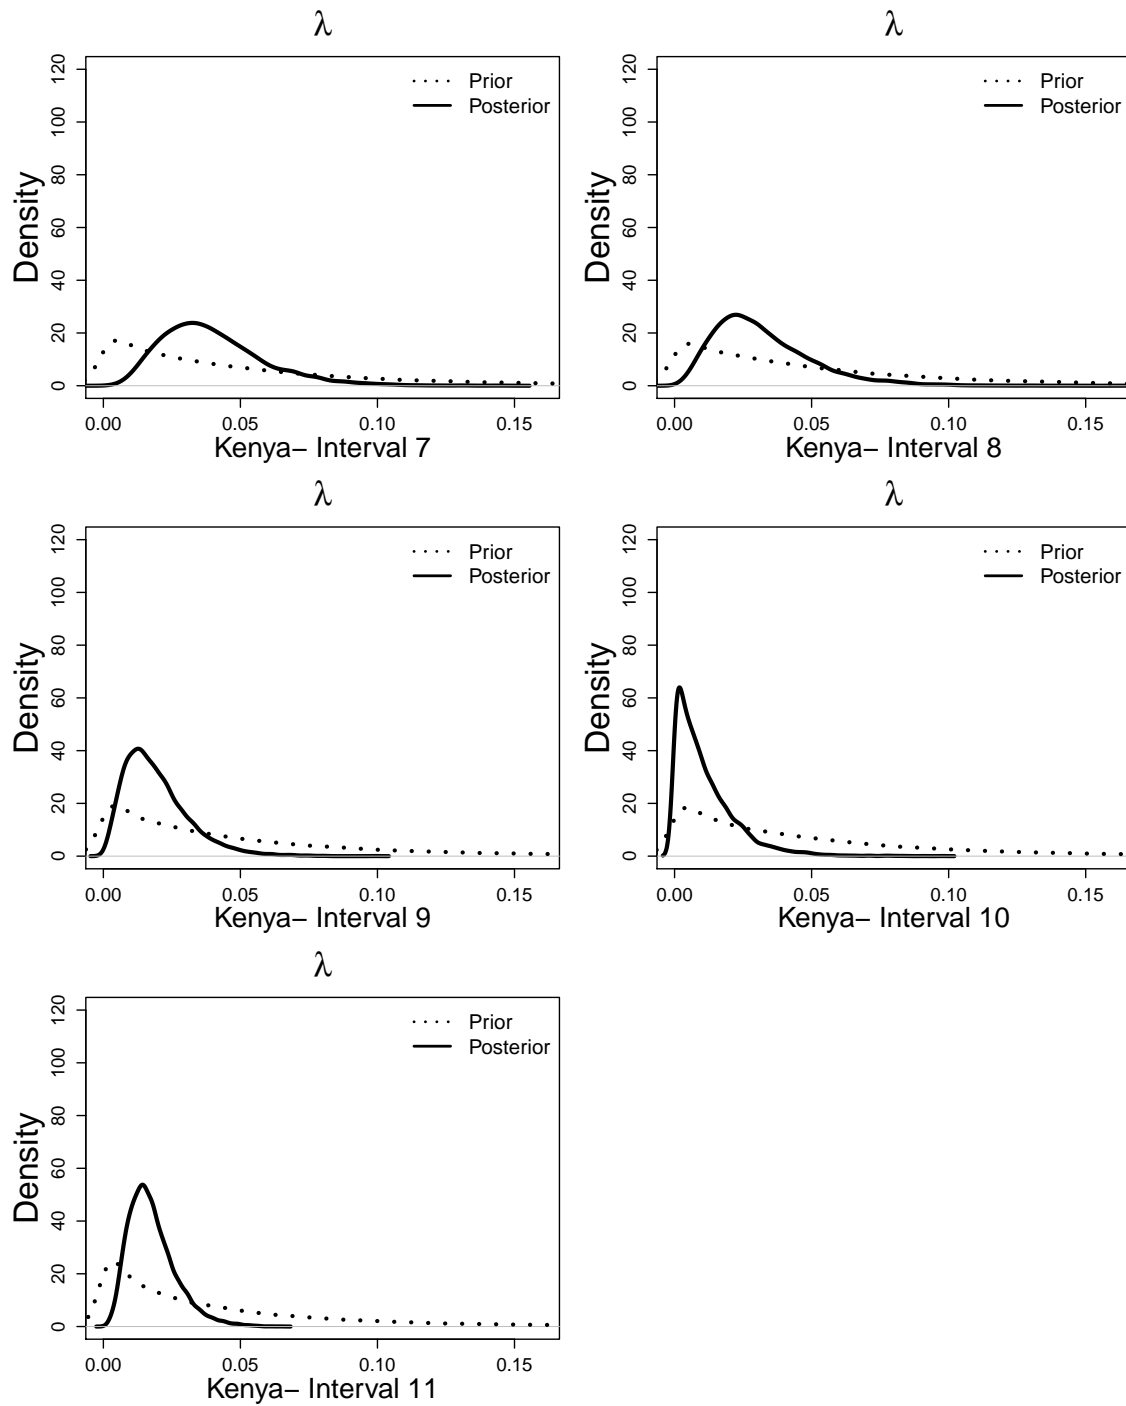 λ
Prior
Posterior
Density
0 20 40 60 80 100 120
0.00 0.05 0.10 0.15
Kenya− Interval 7
λ
Prior
Posterior
Density
0 20 40 60 80 100 120
0.00 0.05 0.10 0.15
Kenya− Interval 8
λ
Prior
Posterior
Density
0 20 40 60 80 100 120
0.00 0.05 0.10 0.15
Kenya− Interval 9
λ
Prior
Posterior
Density
0 20 40 60 80 100 120
0.00 0.05 0.10 0.15
Kenya− Interval 10
λ
Prior
Posterior
Density
0 20 40 60 80 100 120
0.00 0.05 0.10 0.15
Kenya− Interval 11